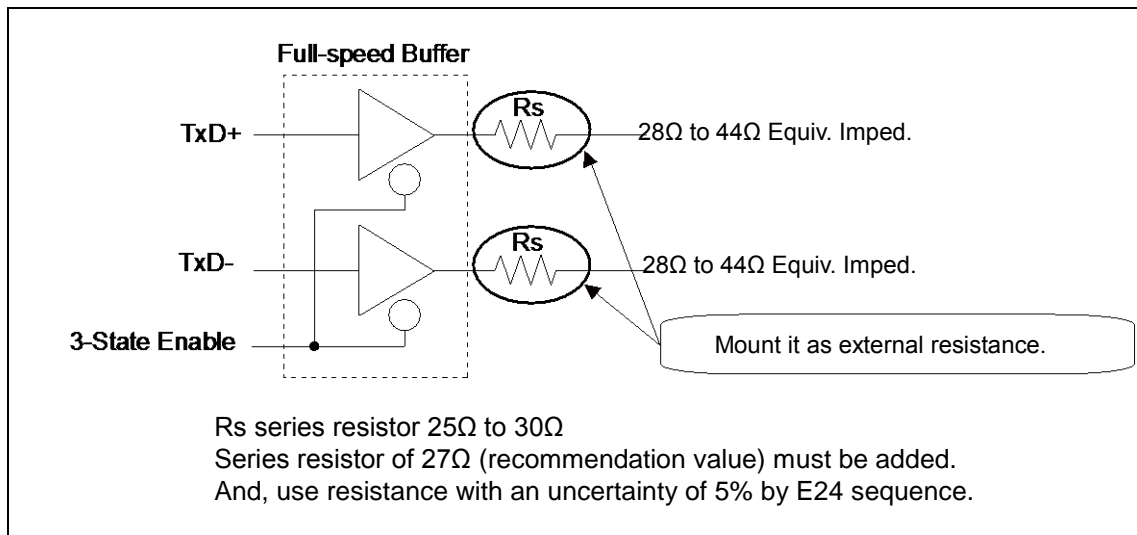 Full-speed Buffer
Rs
TxD+
28Ω to 44Ω Equiv. Imped.
Rs
TxD-
28Ω to 44Ω Equiv. Imped.
3-State Enable
Mount it as external resistance.
Rs series resistor 25Ω to 30Ω
Series resistor of 27Ω (recommendation value) must be added.
And, use resistance with an uncertainty of 5% by E24 sequence.